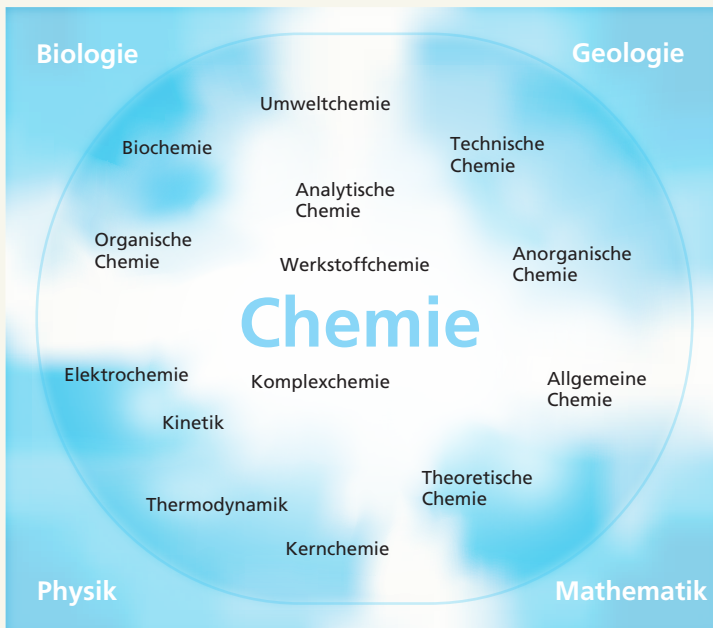 Biologie
Geologie
Umweltchemie
Biochemie
Technische
Chemie
Analytische
Chemie
Organische
Chemie
Werkstoffchemie
Anorganische
Chemie
Chemie
Elektrochemie
Komplexchemie
Allgemeine
Chemie
Kinetik
Theoretische
Chemie
Thermodynamik
Kernchemie
Physik
Mathematik